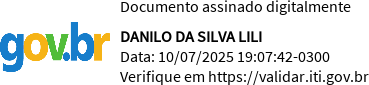 Documento assinado digitalmente
gov.br
DANILO DA SILVA LILI
Data: 10/07/2025 19:07:42-0300
Verifique em https://validar.iti.gov.br